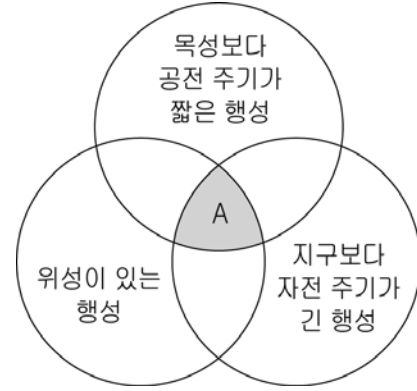 목성보다
공전 주기가
짧은 행성
A
위성이 있는
행성
지구보다
자전 주기가
긴 행성